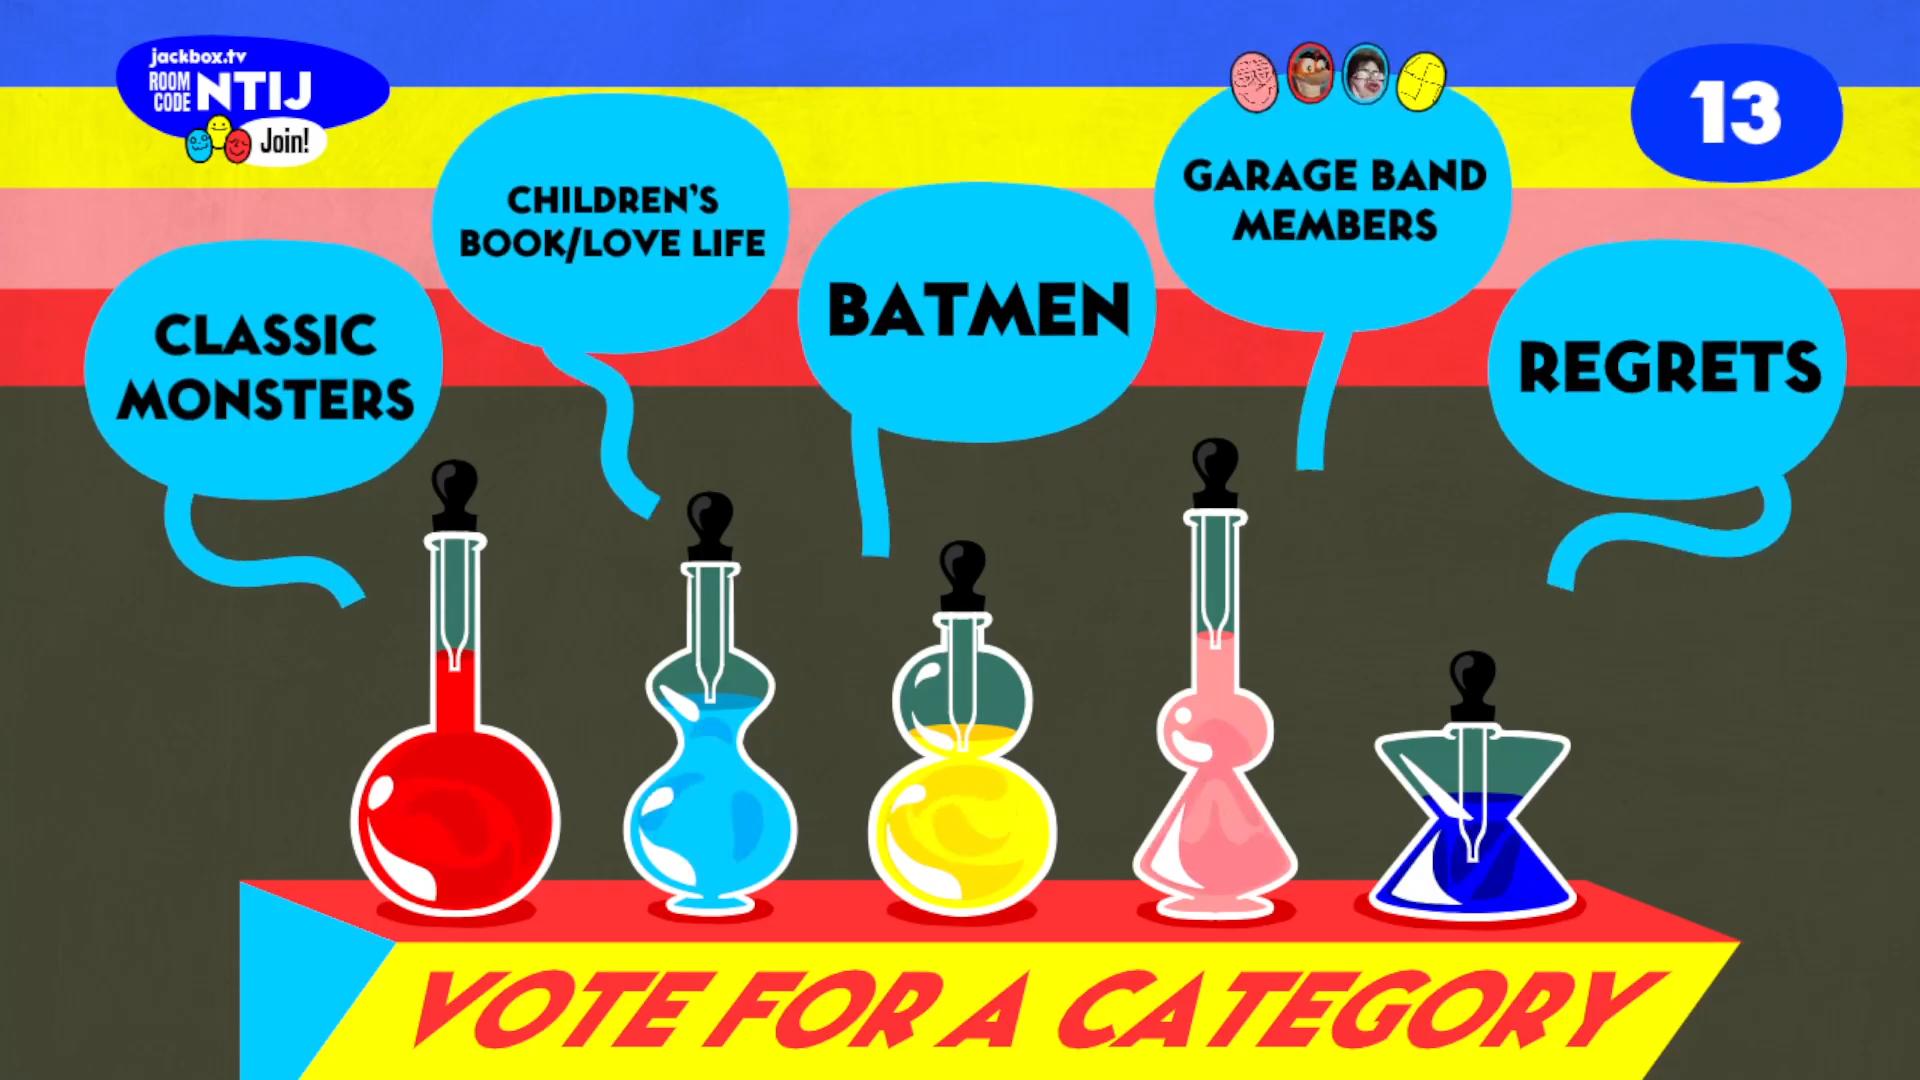 jackbox.tv
ROOM CODE NTIJ
Join!
13
CLASSIC
MONSTERS
CHILDREN'S
BOOK/LOVE LIFE
BATMEN
GARAGE BAND
MEMBERS
REGRETS
VOTE FOR A CATEGORY